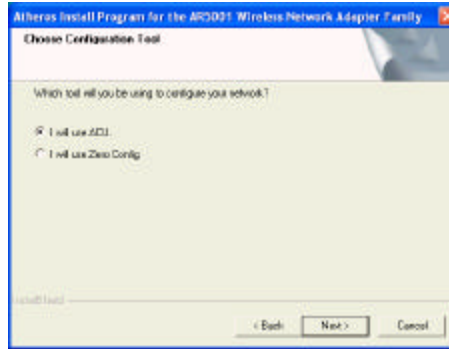 Atheros Install Program for the AR5001 Wireless Network Adapter Family
Choose Configuration Tool
Which tool will you be using to configure your network?
I will use ACU.
I will use Zero Config.
InstallShield
< Back
Next >
Cancel